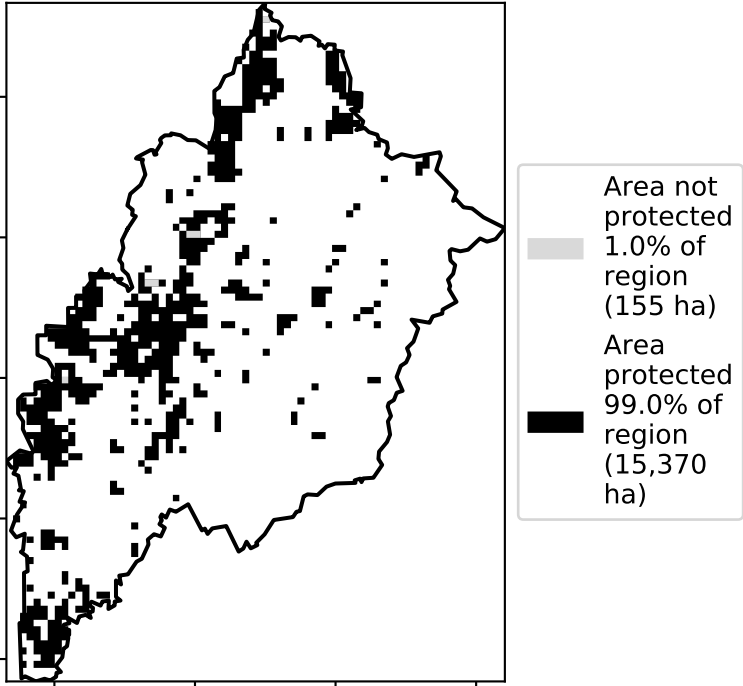 Area not
protected
1.0% of
region
(155 ha)
Area
protected
99.0% of
region
(15,370
ha)